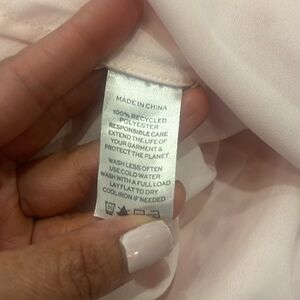 MADE IN CHINA
100% RECYCLED
POLYESTER
RESPONSIBLE CARE
EXTEND THE LIFE
OF YOUR GARMENT &
PROTECT THE PLANET
WASH LESS OFTEN
USE COLD WATER
WASH WITH A FULL LOAD
LAY FLAT TO DRY
COOL IRON IF NEEDED